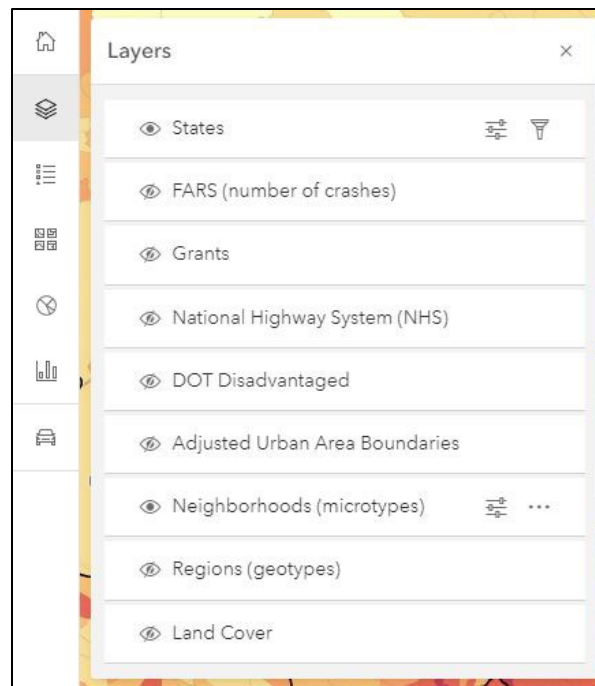 Layers
States
FARS (number of crashes)
Grants
National Highway System (NHS)
DOT Disadvantaged
Adjusted Urban Area Boundaries
Neighborhoods (microtypes)
Regions (geotypes)
Land Cover